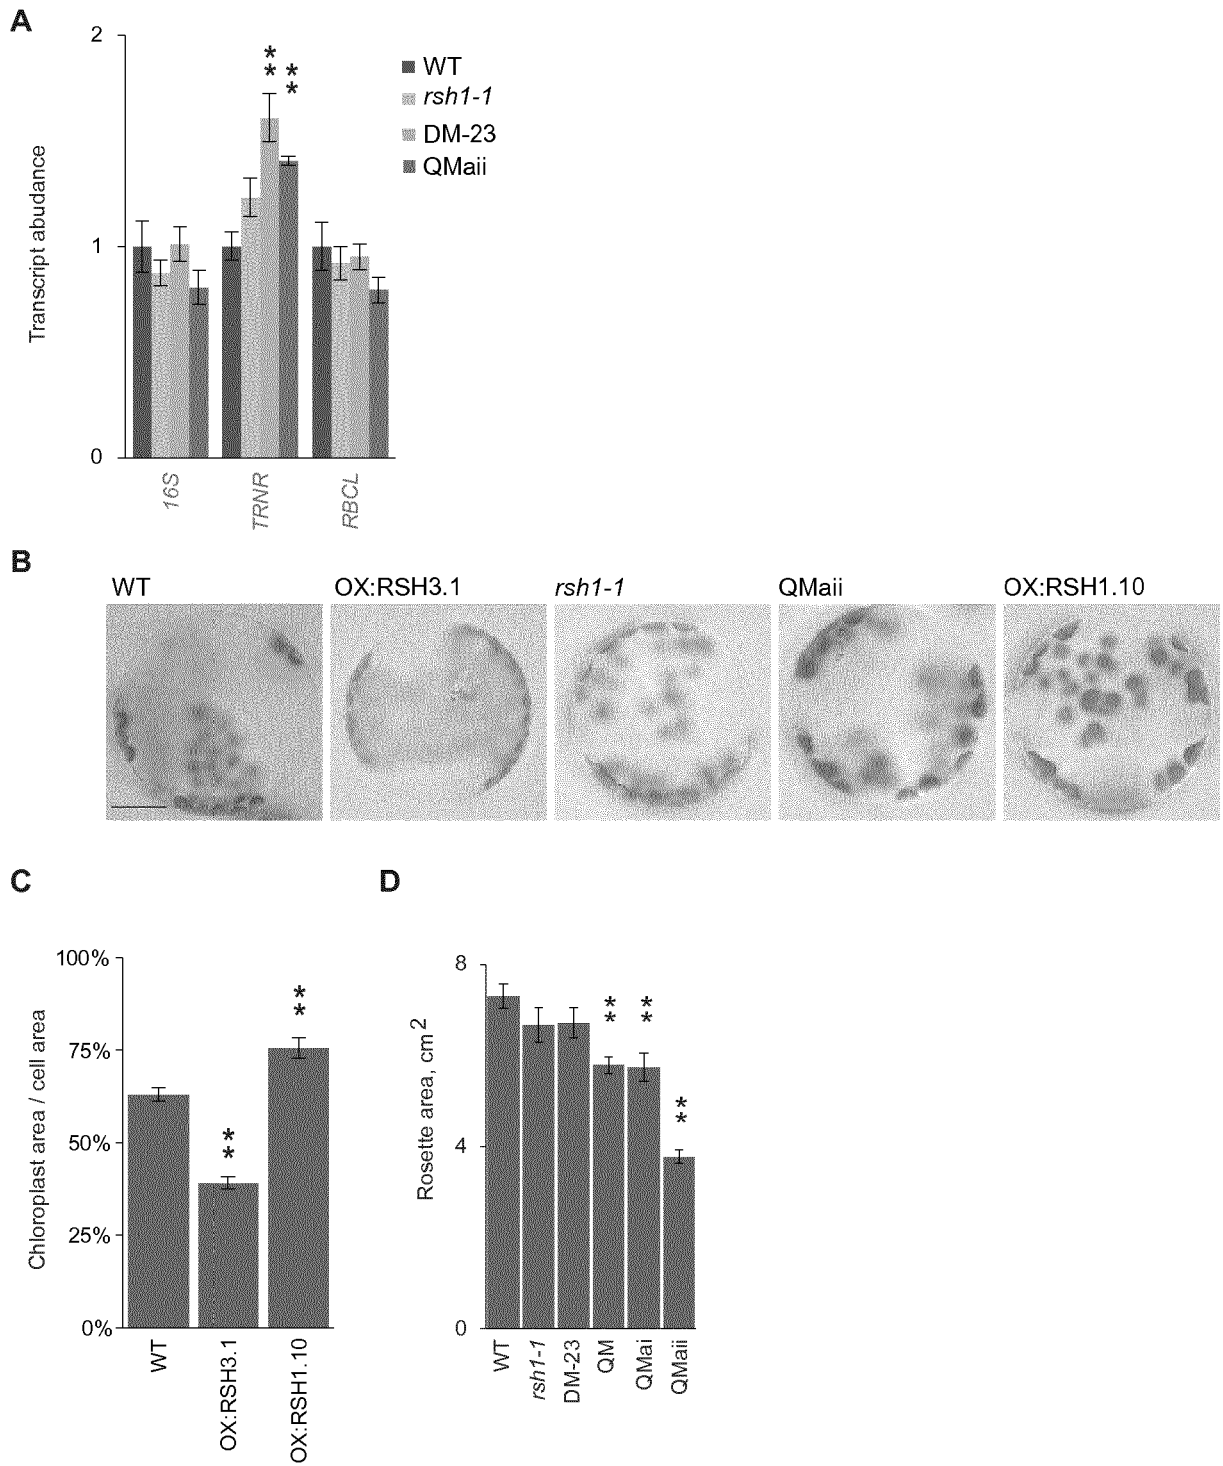 A
2
1
0
Transcript abudance
**
**
WT
rsh1-1
DM-23
QMaii
16S
TRNR
RBCL
B
WT
OX:RSH3.1
rsh1-1
QMaii
OX:RSH1.10
C
100%
75%
50%
25%
0%
Chloroplast area / cell area
**
**
WT
OX:RSH3.1
OX:RSH1.10
D
8
4
0
Rosette area, cm2
**
**
**
WT
rsh1-1
DM-23
QM
QMai
QMaii